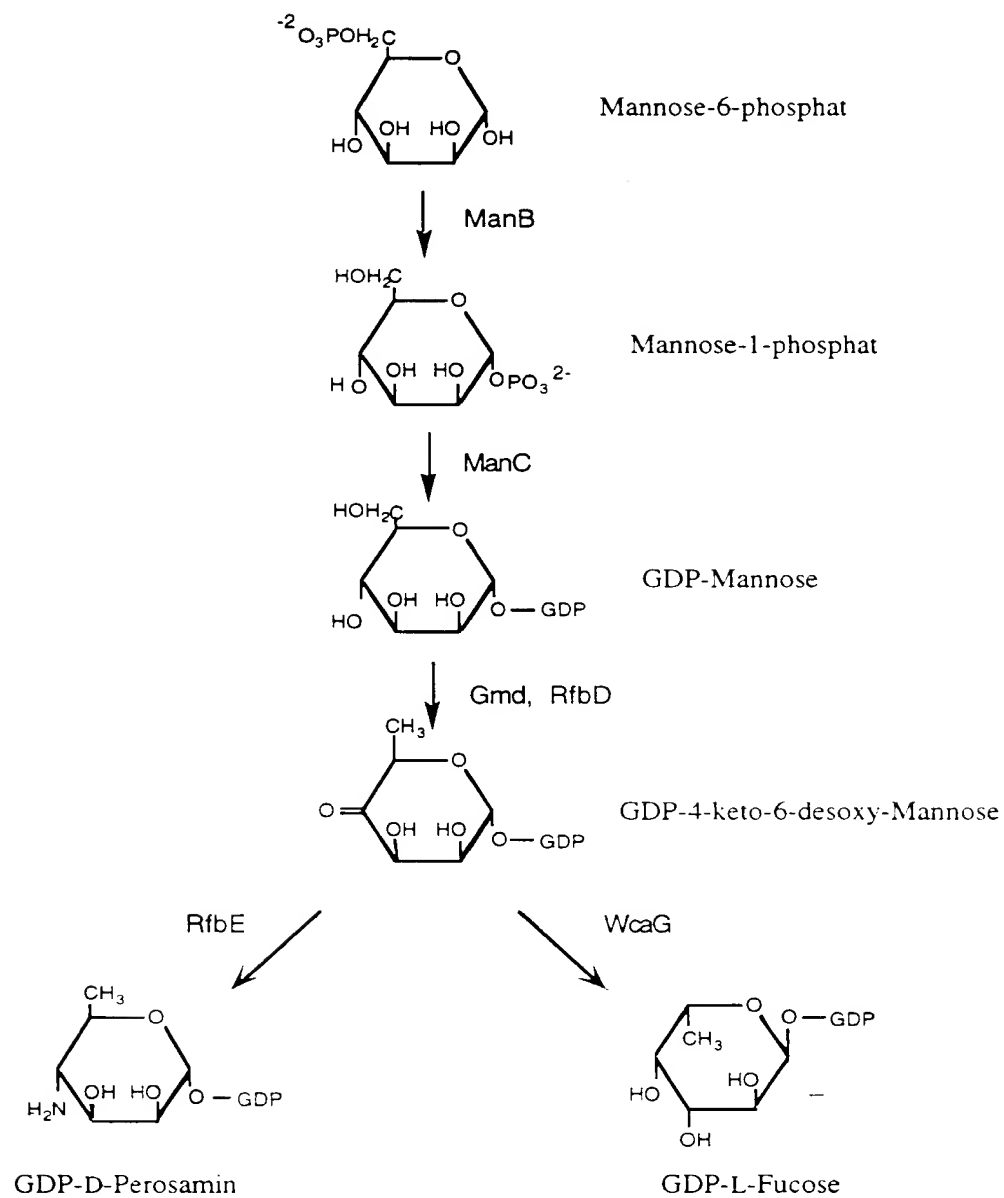 -2 O3POH2C
O
HO OH HO OH
Mannose-6-phosphat
ManB
HOH2C
O
HO OH HO OPO3 2-
Mannose-1-phosphat
ManC
HOH2C
O
HO OH HO O—GDP
GDP-Mannose
Gmd, RfbD
CH3
O
O= OH HO O—GDP
GDP-4-keto-6-desoxy-Mannose
RfbE
WcaG
CH3
O
H2N OH HO O—GDP
GDP-D-Perosamin
O O—GDP
CH3
HO HO
OH
GDP-L-Fucose